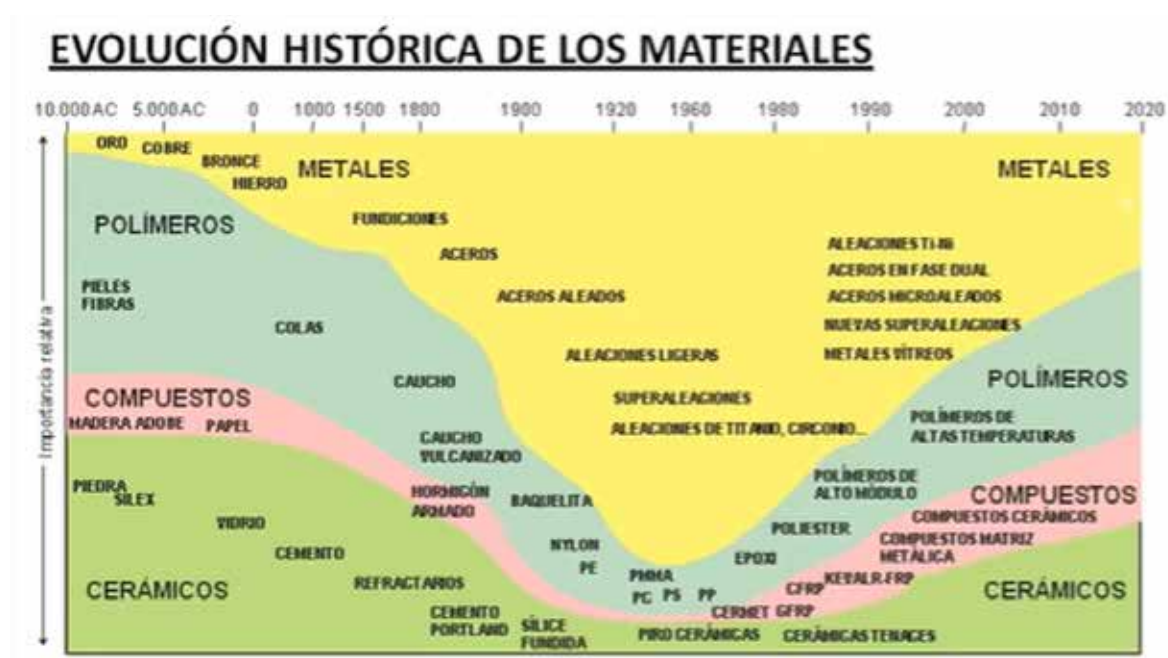 EVOLUCIÓN HISTÓRICA DE LOS MATERIALES
10.000 AC 5.000 AC 0 1000 1500 1800 1900 1920 1960 1980 1990 2000 2010 2020
Importancia relativa
ORO
COBRE
BRONCE
HIERRO
METALES
METALES
FUNDICIONES
ACEROS
ACEROS ALEADOS
ALEACIONES LIGERAS
SUPERALEACIONES
ALEACIONES DE TITANIO, CIRCONIO...
ALEACIONES Ti-Ni
ACEROS EN FASE DUAL
ACEROS MICROALEADOS
NUEVAS SUPERALEACIONES
METALES VÍTREOS
POLÍMEROS
PIELES
FIBRAS
COLAS
CAUCHO
CAUCHO
VULCANIZADO
BAQUELITA
NYLON
PE
PMMA
PC PS PP
EPOXI
POLIESTER
POLÍMEROS DE
ALTO MÓDULO
POLÍMEROS DE
ALTAS TEMPERATURAS
POLÍMEROS
COMPUESTOS
MADERA ADOBE PAPEL
HORMIGÓN
ARMADO
CERMET GFRP
CFRP
KEVALR-FRP
COMPUESTOS MATRIZ
METÁLICA
COMPUESTOS CERÁMICOS
COMPUESTOS
PIEDRA
SÍLEX
VIDRIO
CEMENTO
REFRACTARIOS
CERÁMICOS
CEMENTO
PORTLAND
SÍLICE
FUNDIDA
PIRO CERÁMICAS
CERÁMICAS TENACES
CERÁMICOS